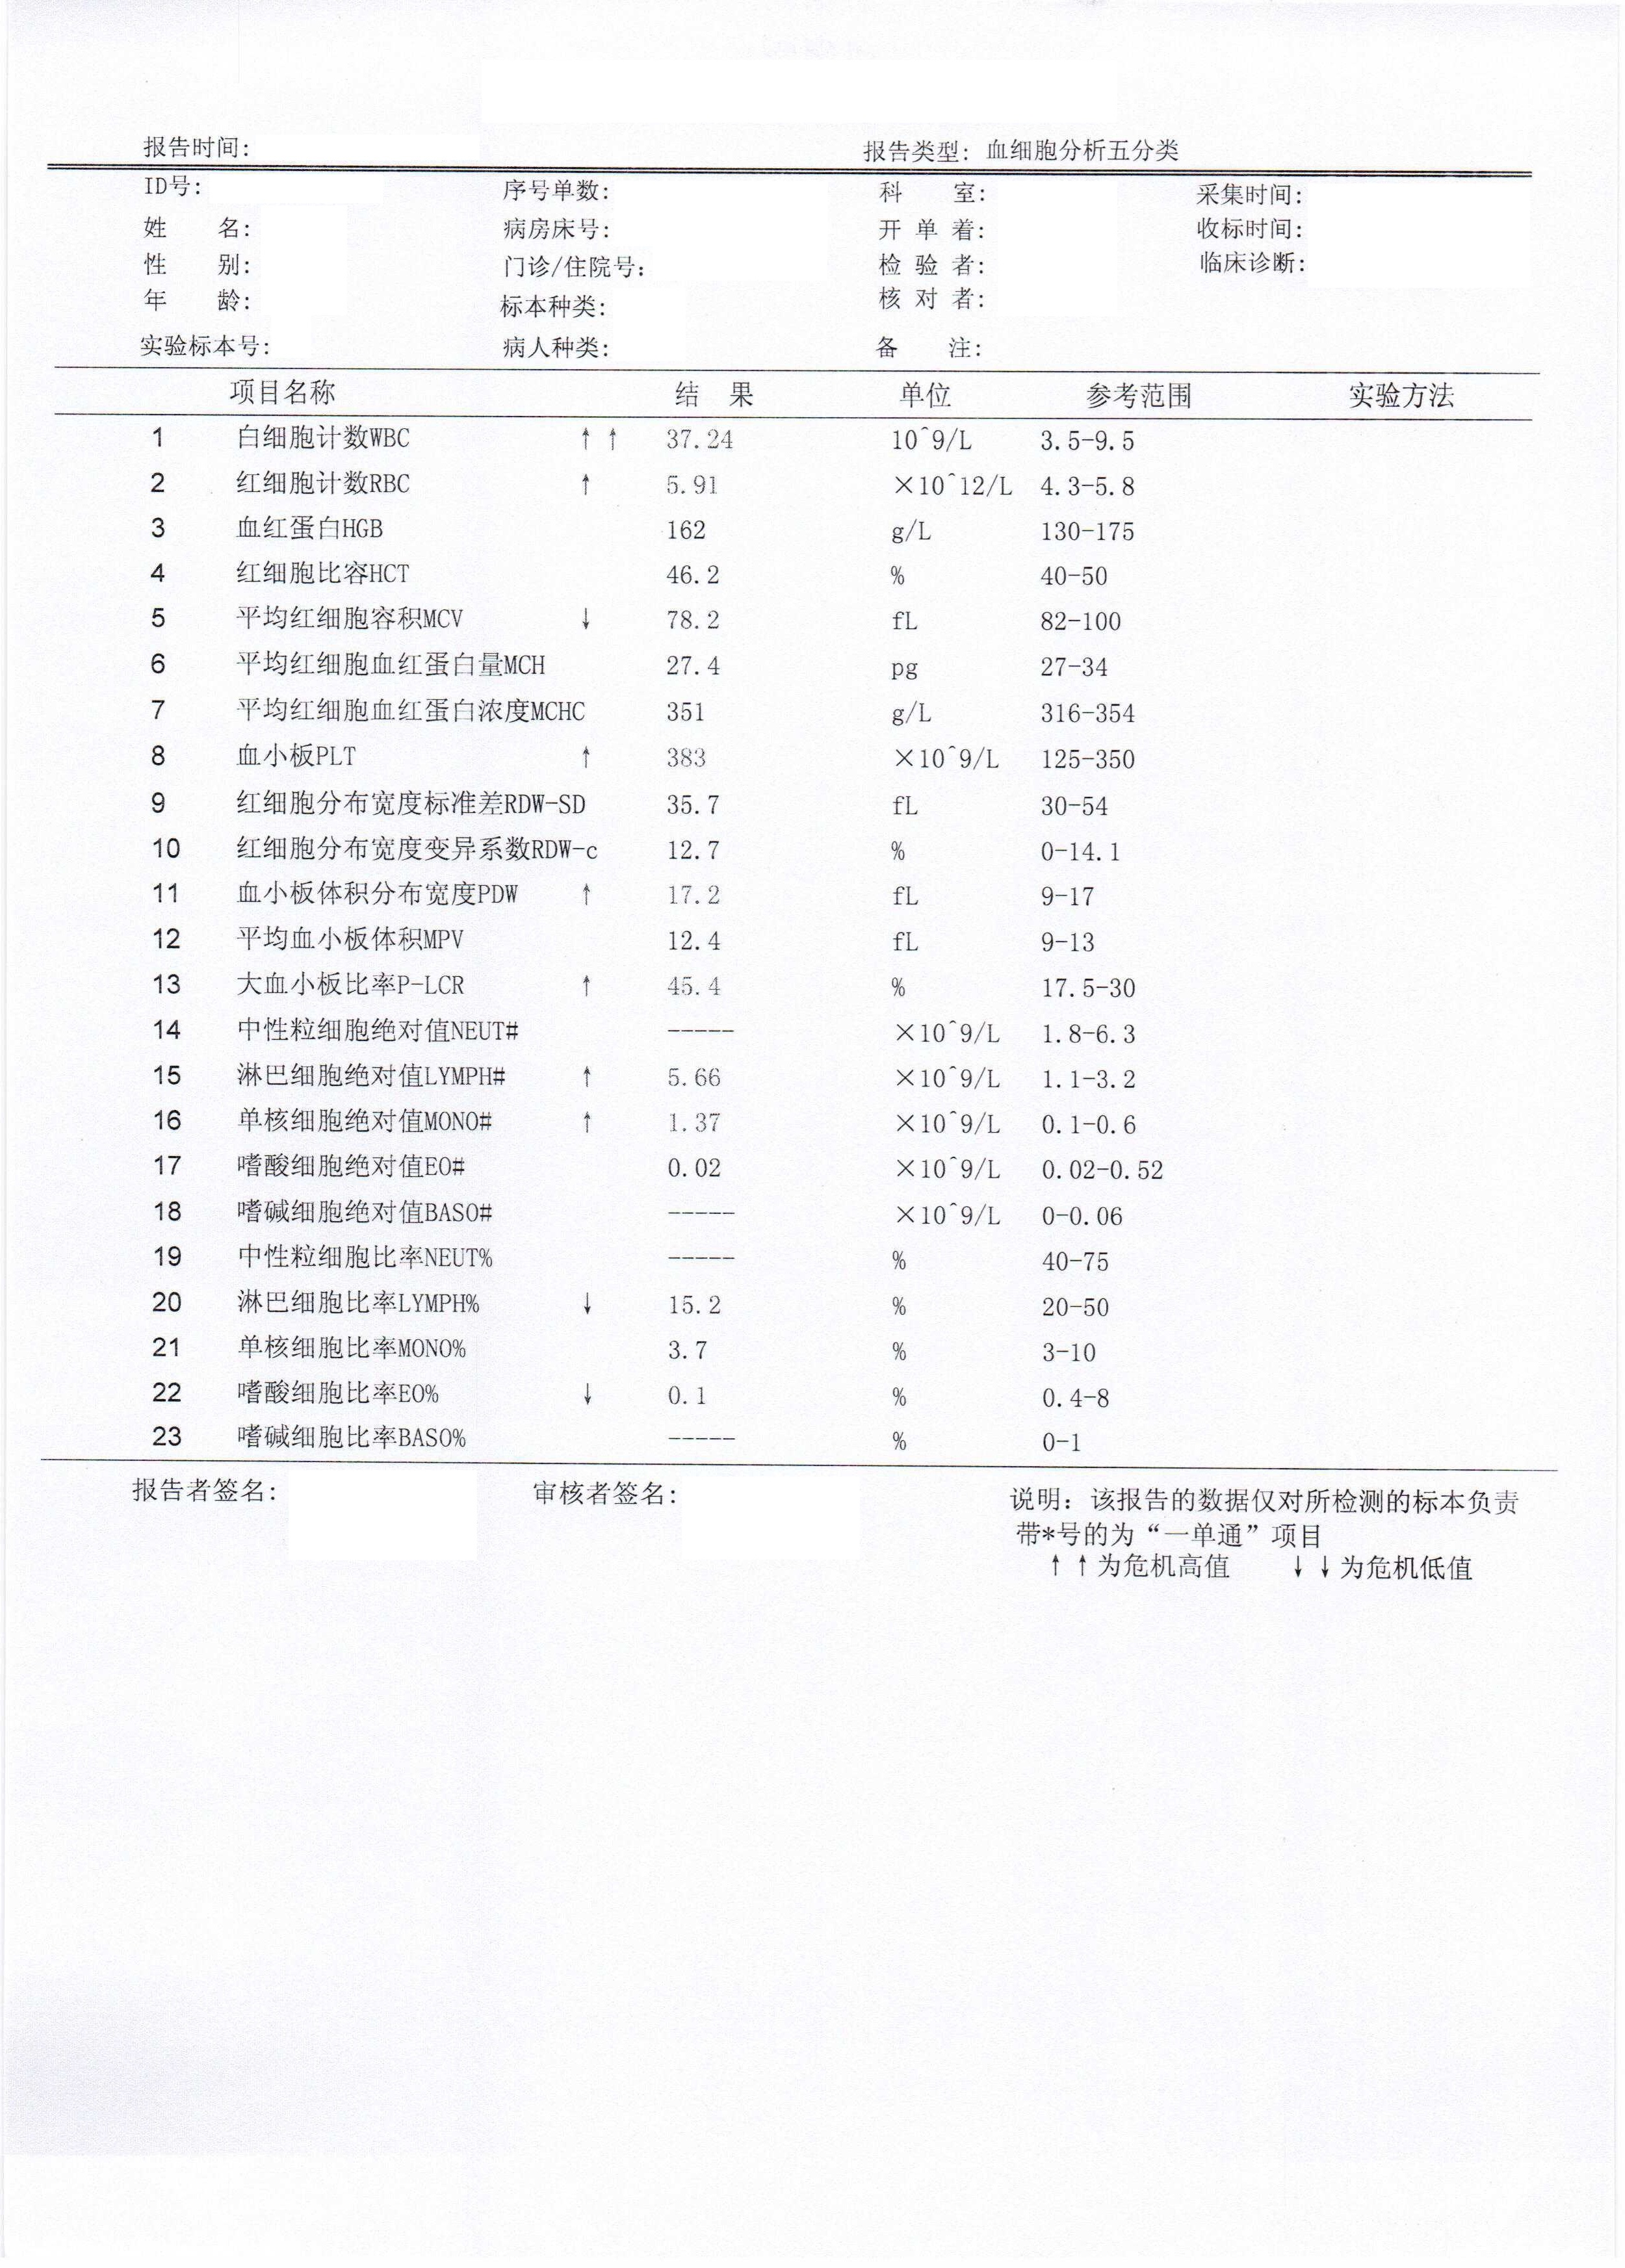 报告时间: 报告类型: 血细胞分析五分类
ID号: 序号单数: 科 室: 采集时间:
姓 名: 病房床号: 开 单 着: 收标时间:
性 别: 门诊/住院号: 检 验 者: 临床诊断:
年 龄: 标本种类: 核 对 者:
实验标本号: 病人种类: 备 注:
项目名称 结 果 单位 参考范围 实验方法
1 白细胞计数WBC ↑↑ 37.24 10^9/L 3.5-9.5
2 红细胞计数RBC ↑ 5.91 ×10^12/L 4.3-5.8
3 血红蛋白HGB 162 g/L 130-175
4 红细胞比容HCT 46.2 % 40-50
5 平均红细胞容积MCV ↓ 78.2 fL 82-100
6 平均红细胞血红蛋白量MCH 27.4 pg 27-34
7 平均红细胞血红蛋白浓度MCHC 351 g/L 316-354
8 血小板PLT ↑ 383 ×10^9/L 125-350
9 红细胞分布宽度标准差RDW-SD 35.7 fL 30-54
10 红细胞分布宽度变异系数RDW-c 12.7 % 0-14.1
11 血小板体积分布宽度PDW ↑ 17.2 fL 9-17
12 平均血小板体积MPV 12.4 fL 9-13
13 大血小板比率P-LCR ↑ 45.4 % 17.5-30
14 中性粒细胞绝对值NEUT# ----- ×10^9/L 1.8-6.3
15 淋巴细胞绝对值LYMPH# ↑ 5.66 ×10^9/L 1.1-3.2
16 单核细胞绝对值MONO# ↑ 1.37 ×10^9/L 0.1-0.6
17 嗜酸细胞绝对值EO# 0.02 ×10^9/L 0.02-0.52
18 嗜碱细胞绝对值BASO# ----- ×10^9/L 0-0.06
19 中性粒细胞比率NEUT% ----- % 40-75
20 淋巴细胞比率LYMPH% ↓ 15.2 % 20-50
21 单核细胞比率MONO% 3.7 % 3-10
22 嗜酸细胞比率EO% ↓ 0.1 % 0.4-8
23 嗜碱细胞比率BASO% ----- % 0-1
报告者签名: 审核者签名: 说明: 该报告的数据仅对所检测的标本负责
带*号的为“一单通”项目
↑↑为危机高值 ↓↓为危机低值